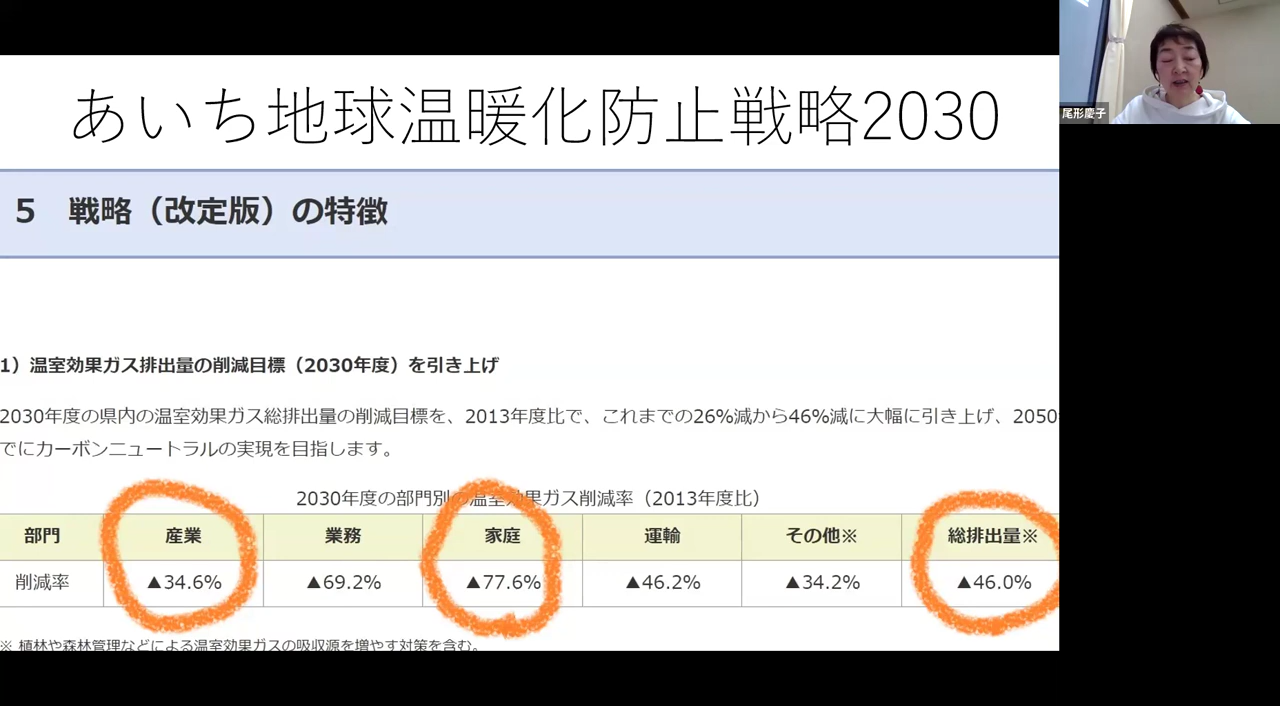 あいち地球温暖化防止戦略2030
尾形慶子
5 戦略（改定版）の特徴
1）温室効果ガス排出量の削減目標（2030年度）を引き上げ
2030年度の県内の温室効果ガス総排出量の削減目標を、2013年度比で、これまでの26%減から46%減に大幅に引き上げ、2050
でにカーボンニュートラルの実現を目指します。
2030年度の部門別の温室効果ガス削減率（2013年度比）
部門 産業 業務 家庭 運輸 その他※ 総排出量※
削減率 ▲34.6% ▲69.2% ▲77.6% ▲46.2% ▲34.2% ▲46.0%
※ 植林や森林管理などによる温室効果ガスの吸収源を増やす対策を含む。